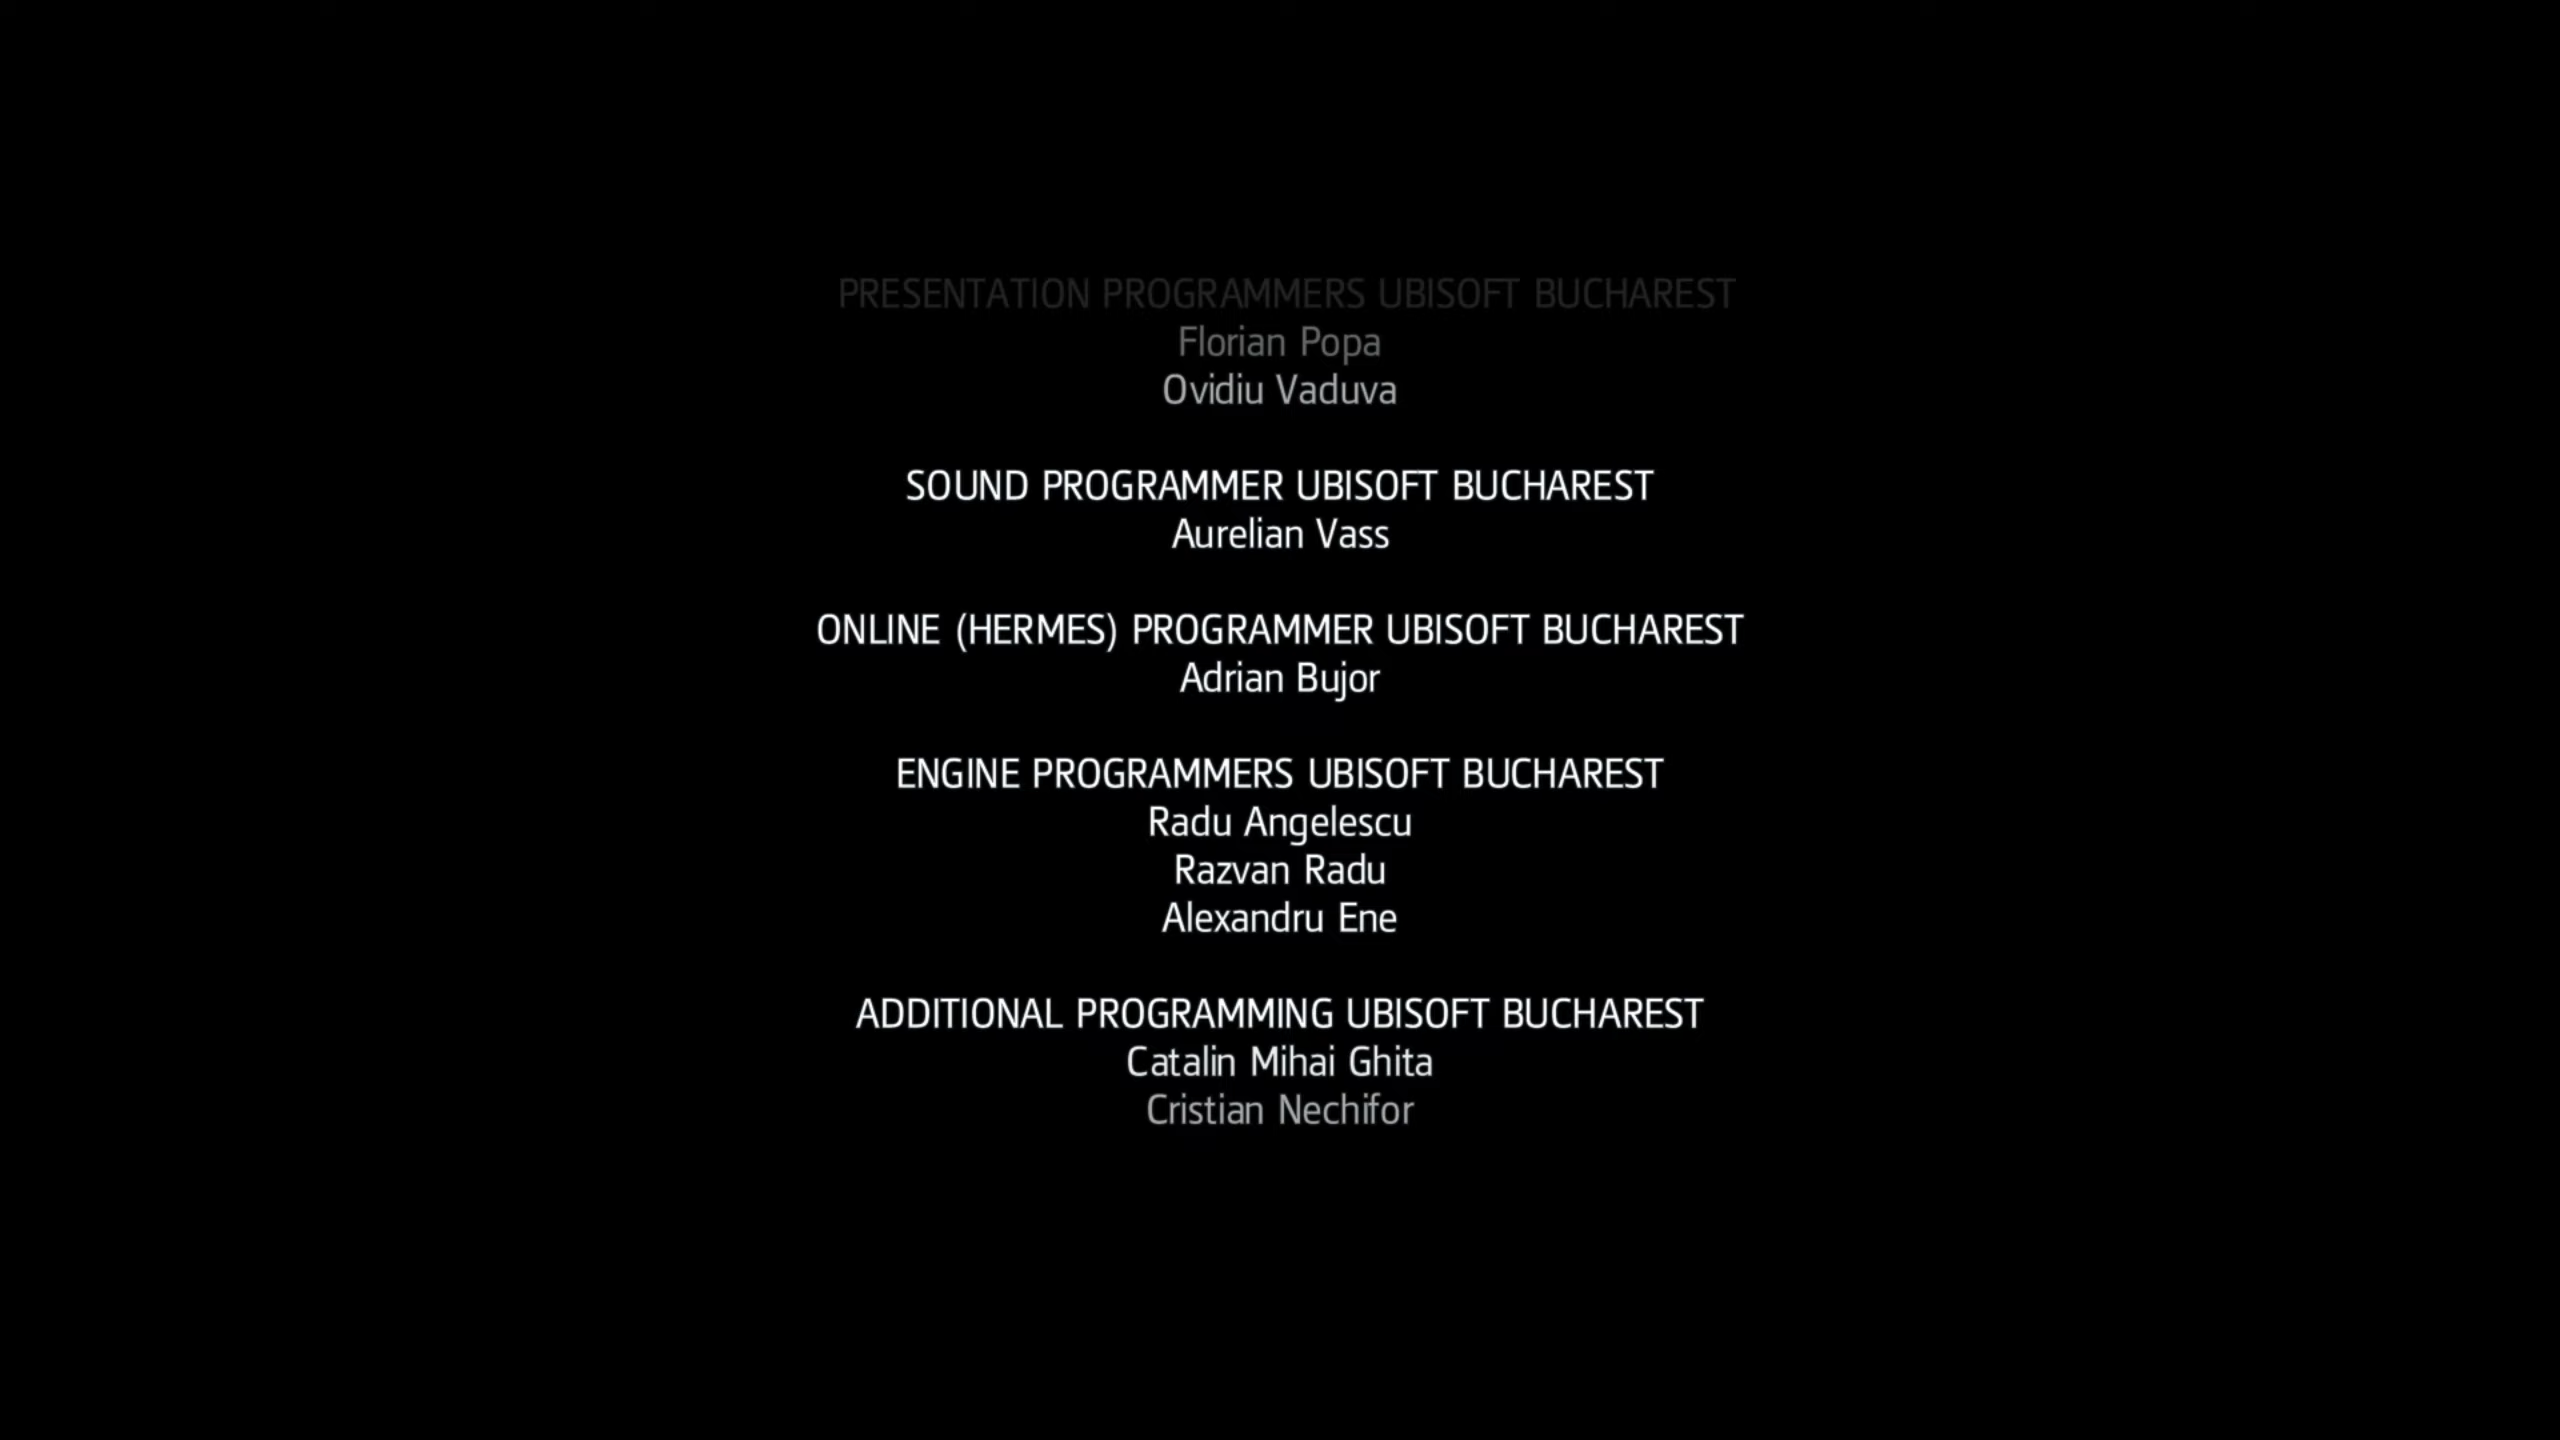 PRESENTATION PROGRAMMERS UBISOFT BUCHAREST
Florian Popa
Ovidiu Vaduva
SOUND PROGRAMMER UBISOFT BUCHAREST
Aurelian Vass
ONLINE (HERMES) PROGRAMMER UBISOFT BUCHAREST
Adrian Bujor
ENGINE PROGRAMMERS UBISOFT BUCHAREST
Radu Angelescu
Razvan Radu
Alexandru Ene
ADDITIONAL PROGRAMMING UBISOFT BUCHAREST
Catalin Mihai Ghita
Cristian Nechifor